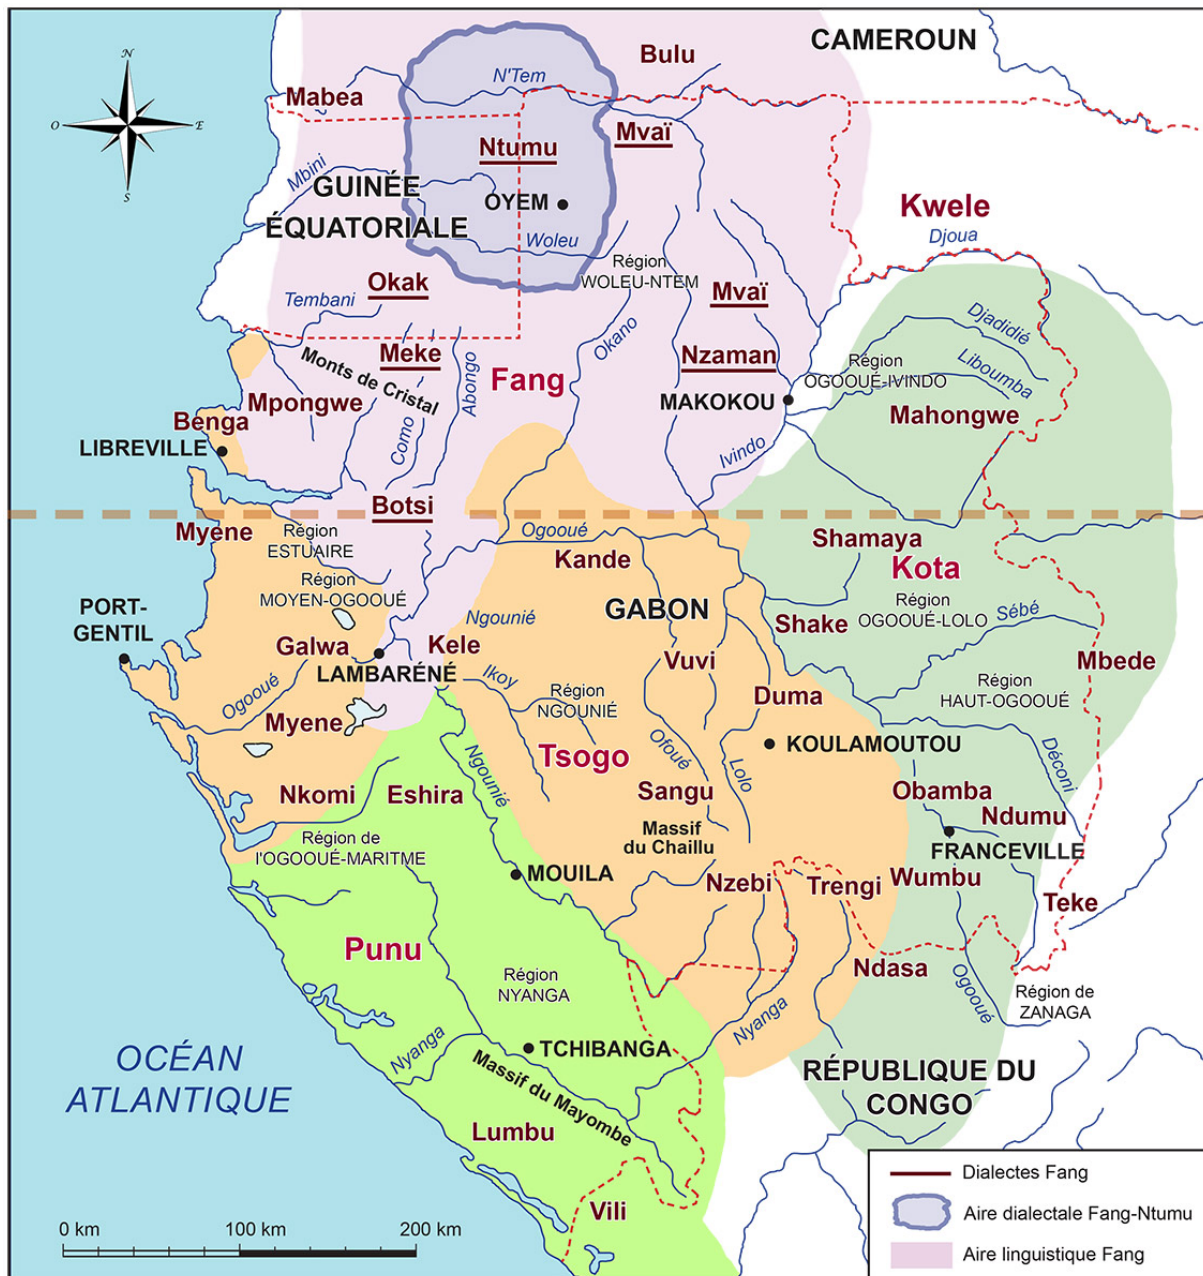 CAMEROUN
Bulu
N
N'Tem
Mabea
O
E
Mvaï
Ntumu
S
Mbini
GUINÉE
ÉQUATORIALE
OYEM
Kwele
Djoua
Woleu
Région
WOLEU-NTEM
Okak
Mvaï
Tembani
Djadidié
Okano
Meke
Nzaman
Liboumba
Monts de Cristal
Abongo
Fang
Région
OGOOUÉ-IVINDO
Mpongwe
MAKOKOU
Mahongwe
Benga
LIBREVILLE
Como
Ivindo
Botsi
Myene
Région
ESTUAIRE
Ogooué
Kande
Shamaya
Kota
Région
MOYEN-OGOOUÉ
PORT-
GENTIL
Ngounié
GABON
Région
OGOOUÉ-LOLO
Sébé
Shake
Galwa
Kele
LAMBARÉNÉ
Vuvi
Mbede
Ogooué
Ikoy
Région
NGOUNIÉ
Duma
Région
HAUT-OGOOUÉ
Myene
Tsogo
Ofoué
KOULAMOUTOU
Ngounié
Lolo
Déconi
Nkomi
Eshira
Sangu
Obamba
Ndumu
Région de
l'OGOOUÉ-MARITME
Massif
du Chaillu
FRANCEVILLE
MOUILA
Nzebi
Trengi
Wumbu
Teke
Punu
Ndasa
Région
NYANGA
Ogooué
Région de
ZANAGA
Nyanga
Nyanga
TCHIBANGA
OCÉAN
ATLANTIQUE
Massif du Mayombe
RÉPUBLIQUE DU
CONGO
Lumbu
Vili
Dialectes Fang
Aire dialectale Fang-Ntumu
Aire linguistique Fang
0 km
100 km
200 km